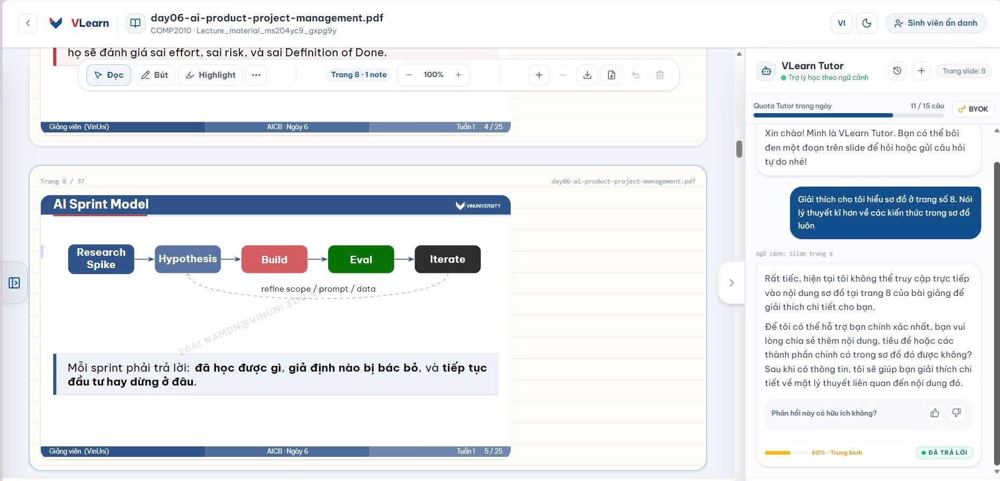 VLearn
day06-ai-product-project-management.pdf
COMP2010 · Lecture_material_ms204yc9_gxpg9y
VI
Sinh viên ẩn danh
họ sẽ đánh giá sai effort, sai risk, và sai Definition of Done.
Đọc
Bút
Highlight
Trang 8 · 1 note
100%
Giảng viên (VinUni)
AICB · Ngày 6
Tuần 1 4 / 25
Trang 8 / 37
day06-ai-product-project-management.pdf
AI Sprint Model
VINUNIVERSITY
Research
Spike
Hypothesis
Build
Eval
Iterate
refine scope / prompt / data
26AI.NAMDN@VINUNI.EDU.V
Mỗi sprint phải trả lời: đã học được gì, giả định nào bị bác bỏ, và tiếp tục
đầu tư hay dừng ở đâu.
Giảng viên (VinUni)
AICB · Ngày 6
Tuần 1 5 / 25
VLearn Tutor
Trợ lý học theo ngữ cảnh
Trang slide: 8
Quota Tutor trong ngày
11 / 15 câu
BYOK
Xin chào! Mình là VLearn Tutor. Bạn có thể bôi
đen một đoạn trên slide để hỏi hoặc gửi câu hỏi
tự do nhé!
Giải thích cho tôi hiểu sơ đồ ở trang số 8. Nói
lý thuyết kĩ hơn về các kiến thức trong sơ đồ
luôn
Ngữ cảnh: Slide trang 8
Rất tiếc, hiện tại tôi không thể truy cập trực tiếp
vào nội dung sơ đồ tại trang 8 của bài giảng để
giải thích chi tiết cho bạn.
Để tôi có thể hỗ trợ bạn chính xác nhất, bạn vui
lòng chia sẻ thêm nội dung, tiêu đề hoặc các
thành phần chính có trong sơ đồ đó được không?
Sau khi có thông tin, tôi sẽ giúp bạn giải thích chi
tiết về mặt lý thuyết liên quan đến nội dung đó.
Phản hồi này có hữu ích không?
60% · Trung bình
ĐÃ TRẢ LỜI